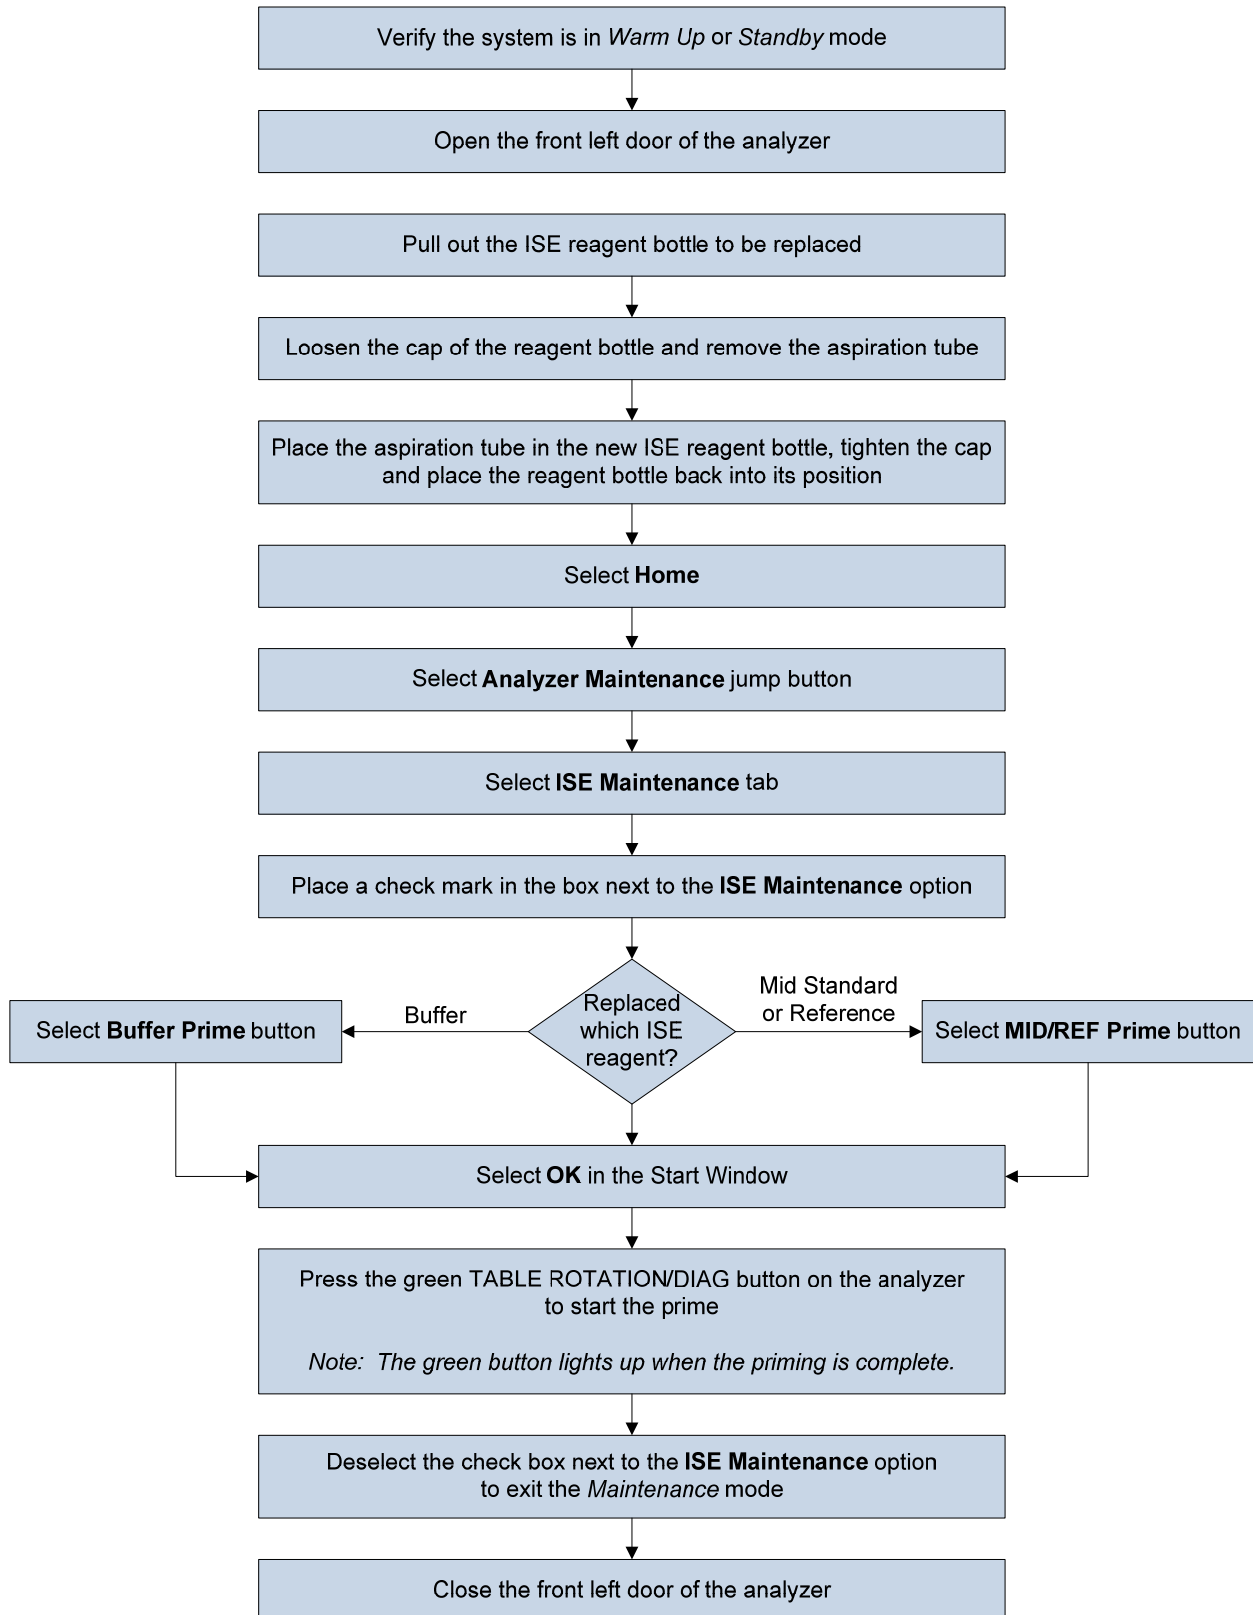 Verify the system is in Warm Up or Standby mode
Open the front left door of the analyzer
Pull out the ISE reagent bottle to be replaced
Loosen the cap of the reagent bottle and remove the aspiration tube
Place the aspiration tube in the new ISE reagent bottle, tighten the cap
and place the reagent bottle back into its position
Select Home
Select Analyzer Maintenance jump button
Select ISE Maintenance tab
Place a check mark in the box next to the ISE Maintenance option
Replaced
which ISE
reagent?
Buffer
Select Buffer Prime button
Mid Standard
or Reference
Select MID/REF Prime button
Select OK in the Start Window
Press the green TABLE ROTATION/DIAG button on the analyzer
to start the prime
Note: The green button lights up when the priming is complete.
Deselect the check box next to the ISE Maintenance option
to exit the Maintenance mode
Close the front left door of the analyzer